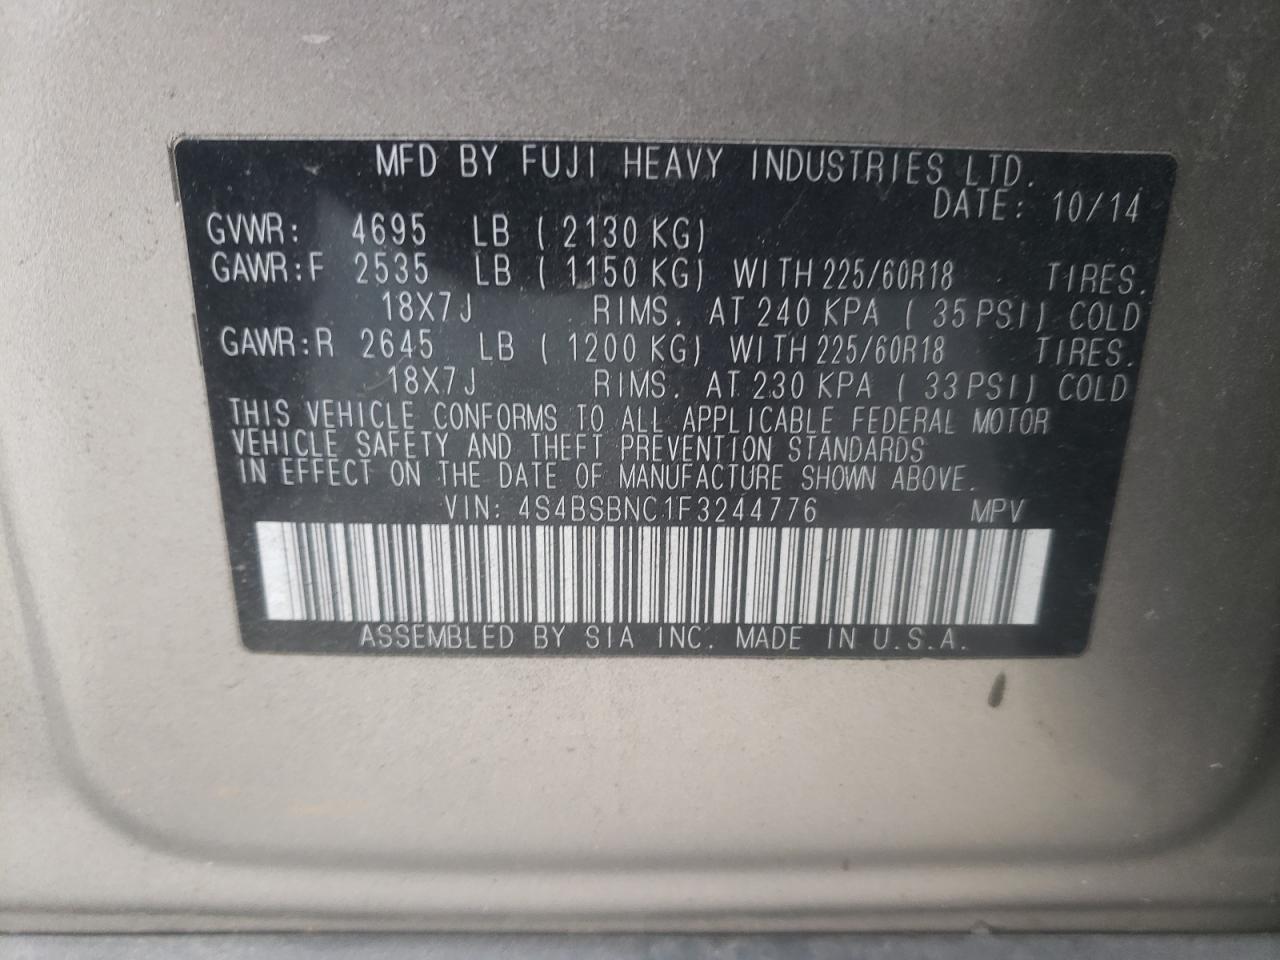 MFD BY FUJI HEAVY INDUSTRIES LTD.
DATE: 10/14
GVWR: 4695 LB ( 2130 KG)
GAWR:F 2535 LB ( 1150 KG) WITH 225/60R18 TIRES.
18X7J RIMS. AT 240 KPA ( 35 PSI) COLD
GAWR:R 2645 LB ( 1200 KG) WITH 225/60R18 TIRES.
18X7J RIMS. AT 230 KPA ( 33 PSI) COLD
THIS VEHICLE CONFORMS TO ALL APPLICABLE FEDERAL MOTOR
VEHICLE SAFETY AND THEFT PREVENTION STANDARDS
IN EFFECT ON THE DATE OF MANUFACTURE SHOWN ABOVE.
VIN: 4S4BSBNC1F3244776 MPV
ASSEMBLED BY SIA INC. MADE IN U.S.A.